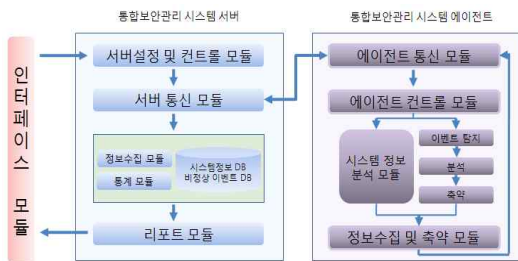 통합보안관리 시스템 서버
통합보안관리 시스템 에이전트
인터페이스 모듈
서버설정 및 컨트롤 모듈
서버 통신 모듈
정보수집 모듈
통계 모듈
시스템정보 DB
비정상 이벤트 DB
리포트 모듈
에이전트 통신 모듈
에이전트 컨트롤 모듈
시스템 정보
분석 모듈
이벤트 탐지
분석
축약
정보수집 및 축약 모듈